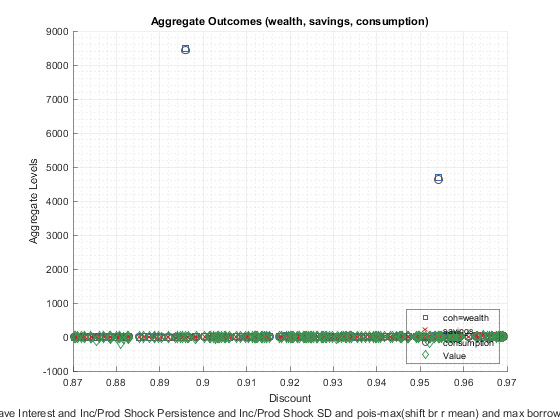 Aggregate Outcomes (wealth, savings, consumption)
9000
8000
7000
6000
5000
4000
3000
2000
1000
0
-1000
Aggregate Levels
coh=wealth
savings
consumption
Value
0.87 0.88 0.89 0.9 0.91 0.92 0.93 0.94 0.95 0.96 0.97
Discount
ave Interest and Inc/Prod Shock Persistence and Inc/Prod Shock SD and pois-max(shift br r mean) and max borrow